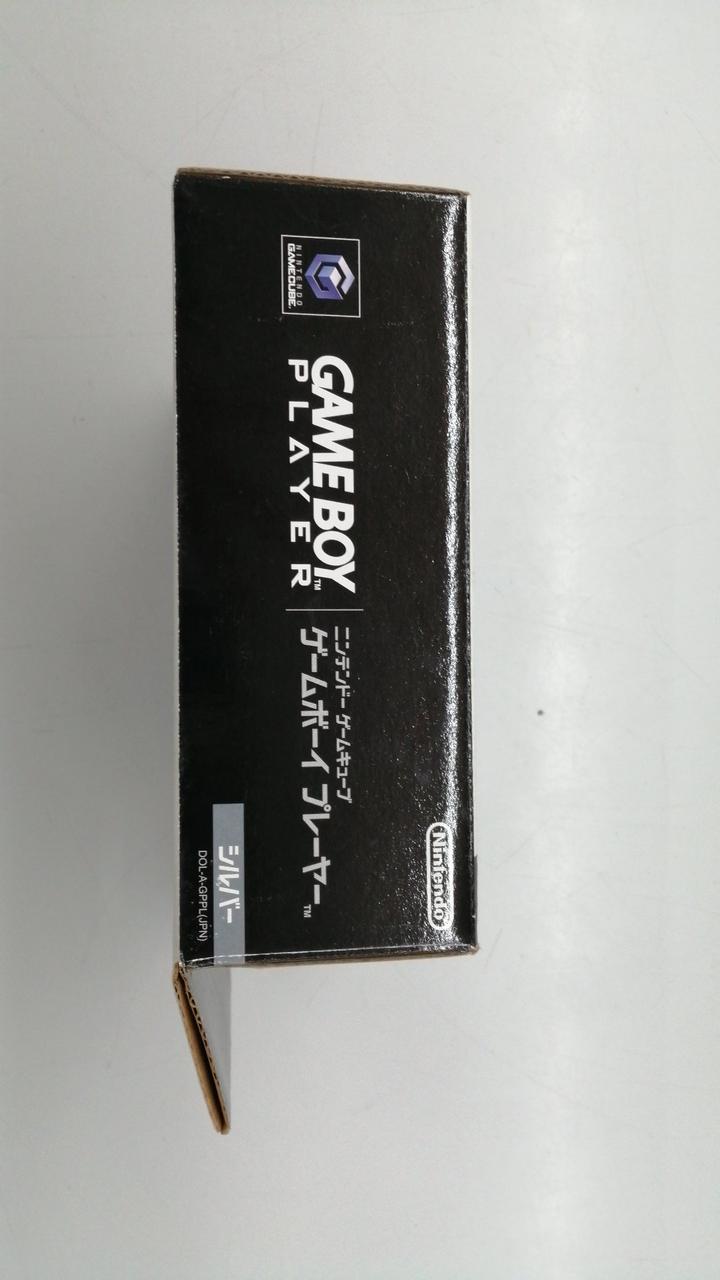 NINTENDO
GAMECUBE.
GAME BOY™
PLAYER
ニンテンドー ゲームキューブ
ゲームボーイ プレーヤー™
Nintendo
シルバー
DOL-A-GPPL(JPN)